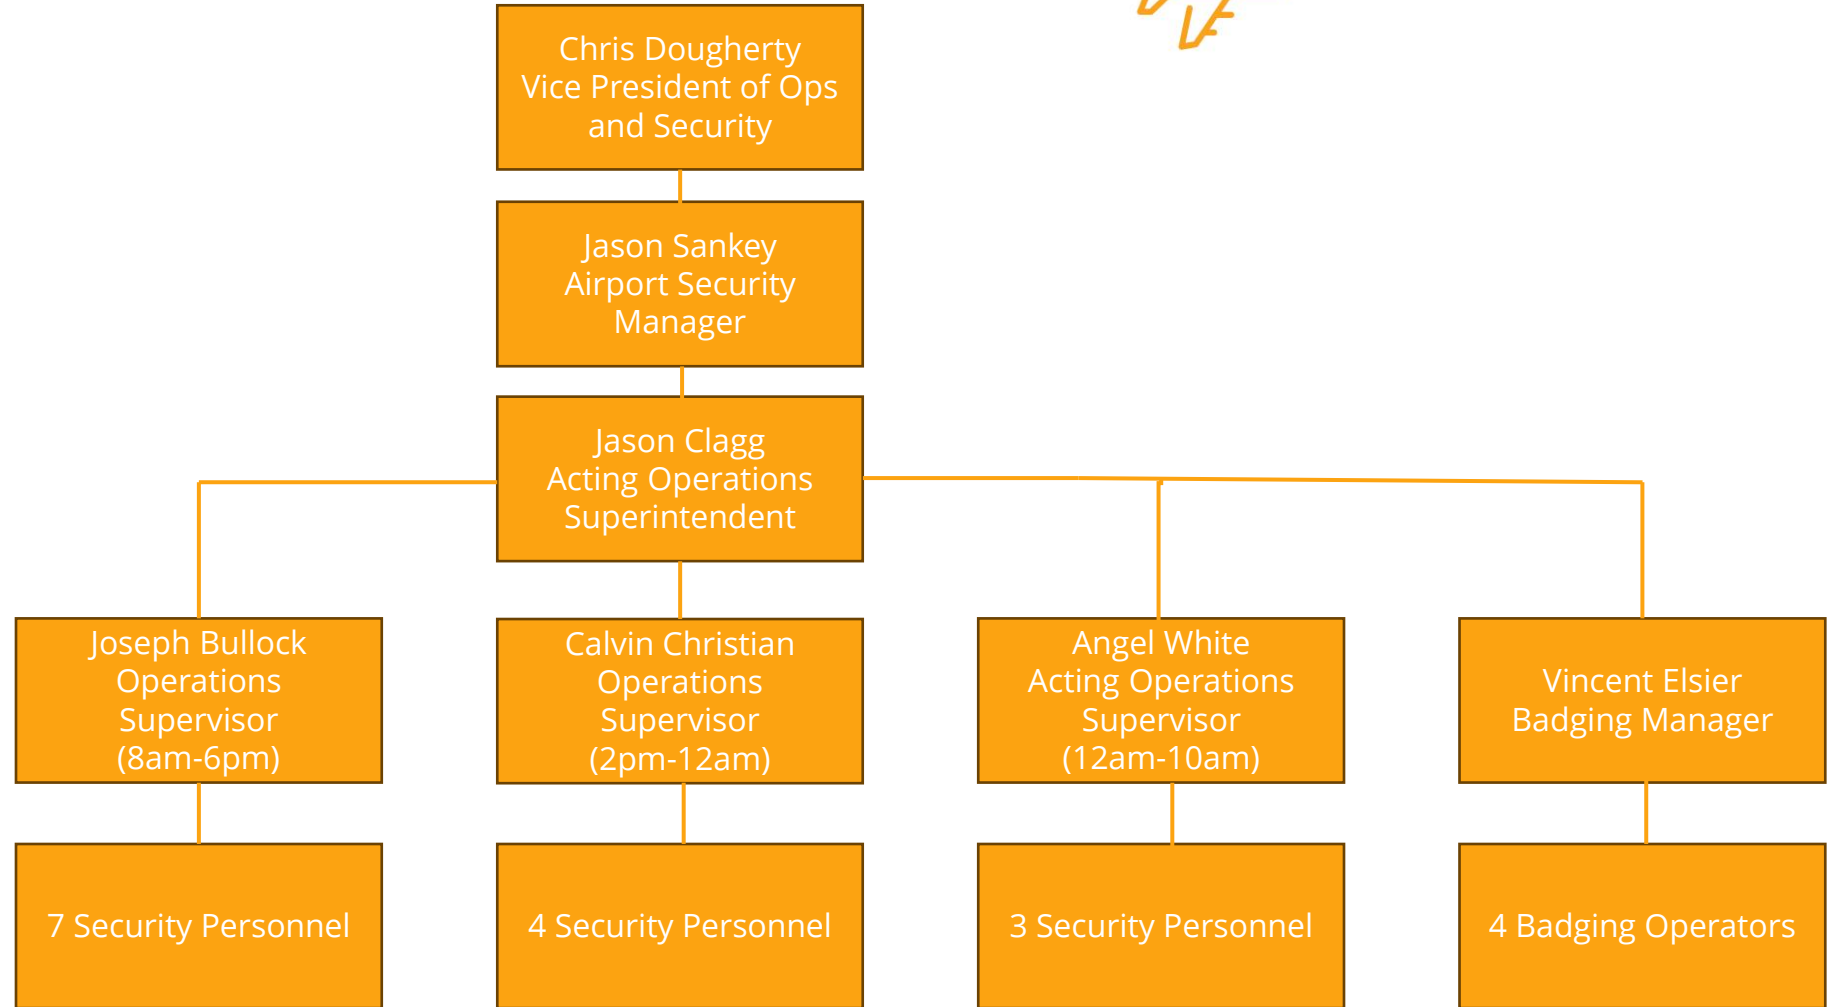 Chris Dougherty
Vice President of Ops
and Security
Jason Sankey
Airport Security
Manager
Jason Clagg
Acting Operations
Superintendent
Joseph Bullock
Operations
Supervisor
(8am-6pm)
Calvin Christian
Operations
Supervisor
(2pm-12am)
Angel White
Acting Operations
Supervisor
(12am-10am)
Vincent Elsier
Badging Manager
7 Security Personnel
4 Security Personnel
3 Security Personnel
4 Badging Operators